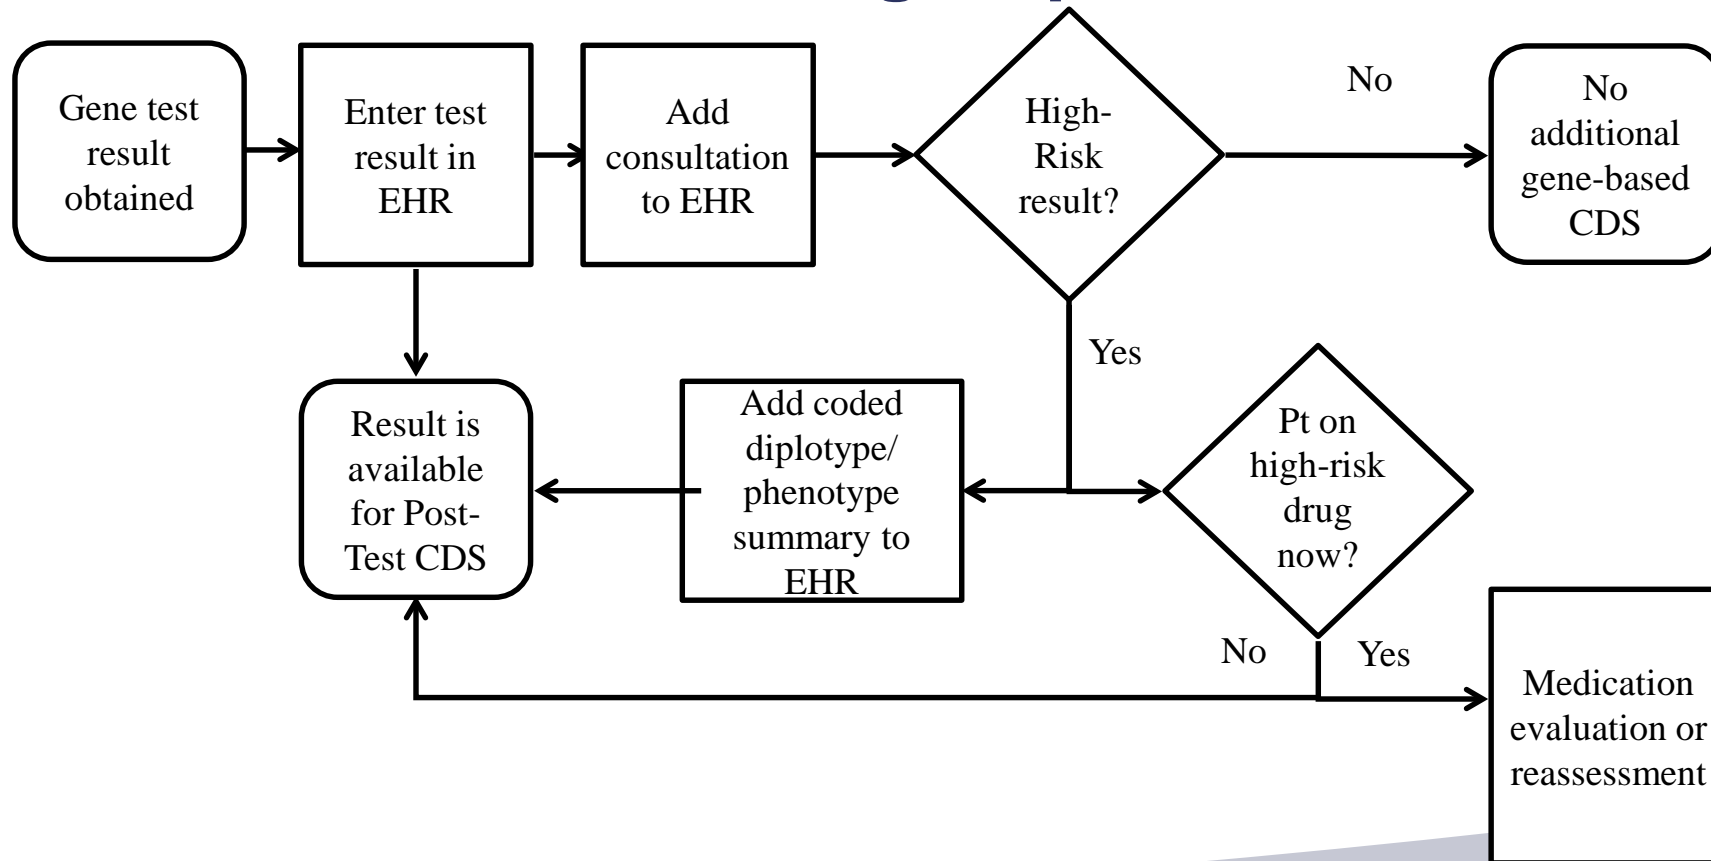 Gene test
result
obtained
Enter test
result in
EHR
Add
consultation
to EHR
High-
Risk
result?
No
No
additional
gene-based
CDS
Yes
Result is
available
for Post-
Test CDS
Add coded
diplotype/
phenotype
summary to
EHR
Pt on
high-risk
drug
now?
No
Yes
Medication
evaluation or
reassessment